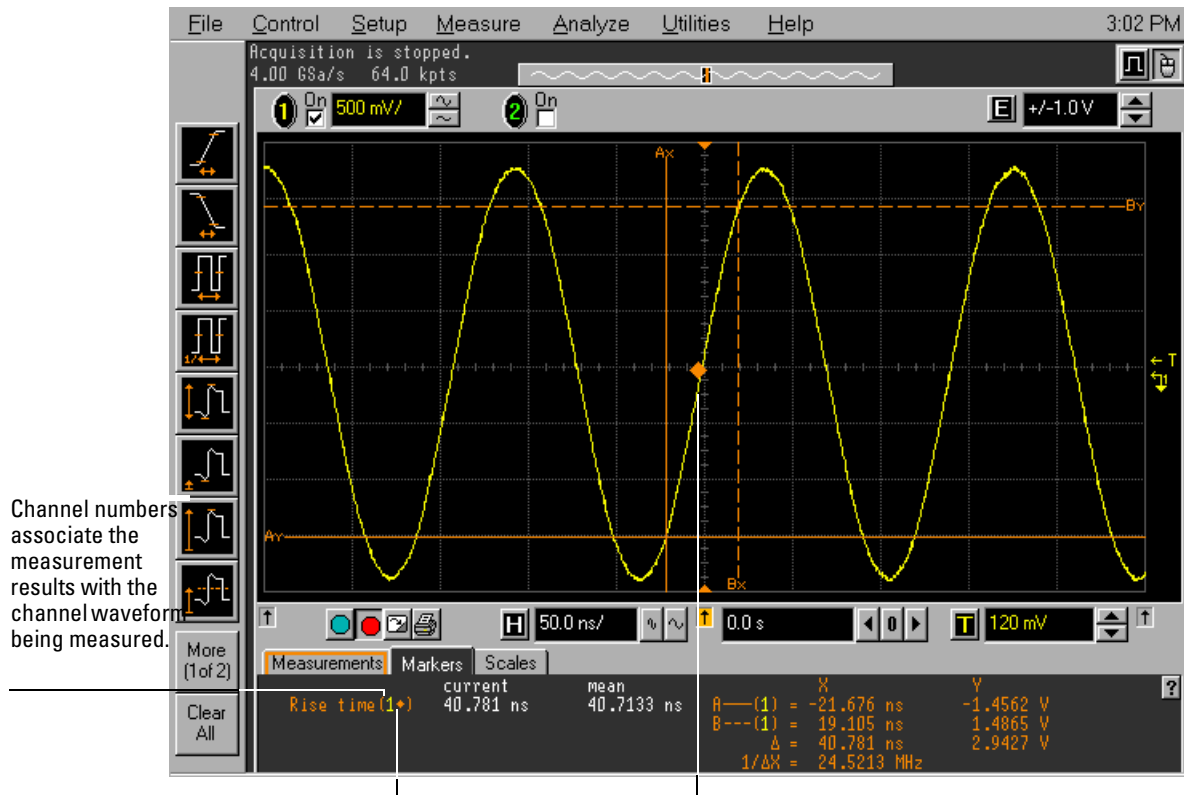 File Control Setup Measure Analyze Utilities Help 3:02 PM
Acquisition is stopped.
4.00 GSa/s 64.0 kpts
1 On 500 mV/ 2 On E +/-1.0 V
Ax
By
T
1
Ay
Bx
1/
Channel numbers
associate the
measurement
results with the
channel waveform
being measured.
H 50.0 ns/ 0.0 s 0 T 120 mV
More
(1of 2)
Clear
All
Measurements Markers Scales
current mean X Y ?
Rise time(1♦) 40.781 ns 40.7133 ns A—(1) = -21.676 ns -1.4562 V
B---(1) = 19.105 ns 1.4865 V
Δ = 40.781 ns 2.9427 V
1/ΔX = 24.5213 MHz